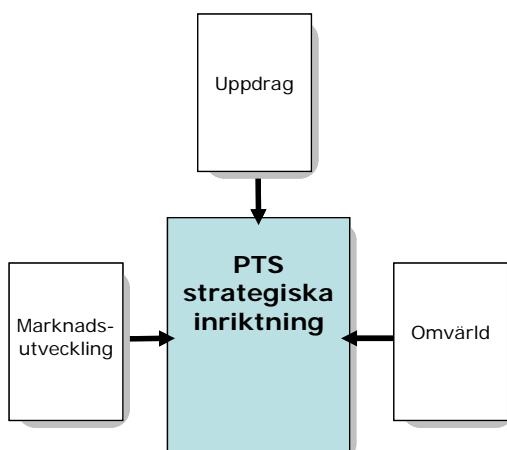 Uppdrag
PTS
strategiska
inriktning
Marknads-
utveckling
Omvärld